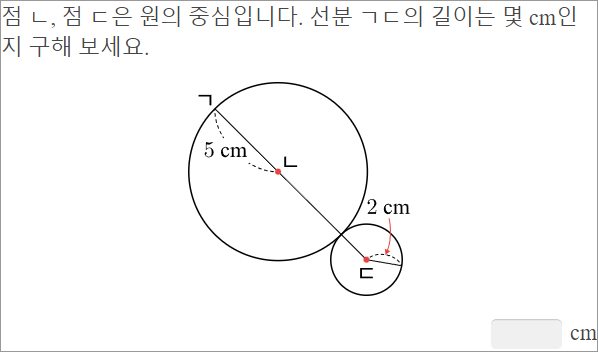 점 ㄴ, 점 ㄷ은 원의 중심입니다. 선분 ㄱㄷ의 길이는 몇 cm인
지 구해 보세요.
ㄱ
5 cm
ㄴ
2 cm
ㄷ
cm